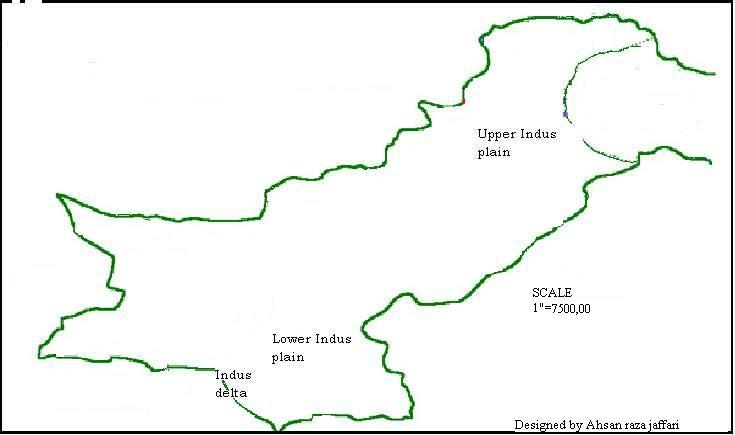 Upper Indus
plain
SCALE
1"=7500,00
Lower Indus
plain
Indus
delta
Designed by Ahsan raza jaffari